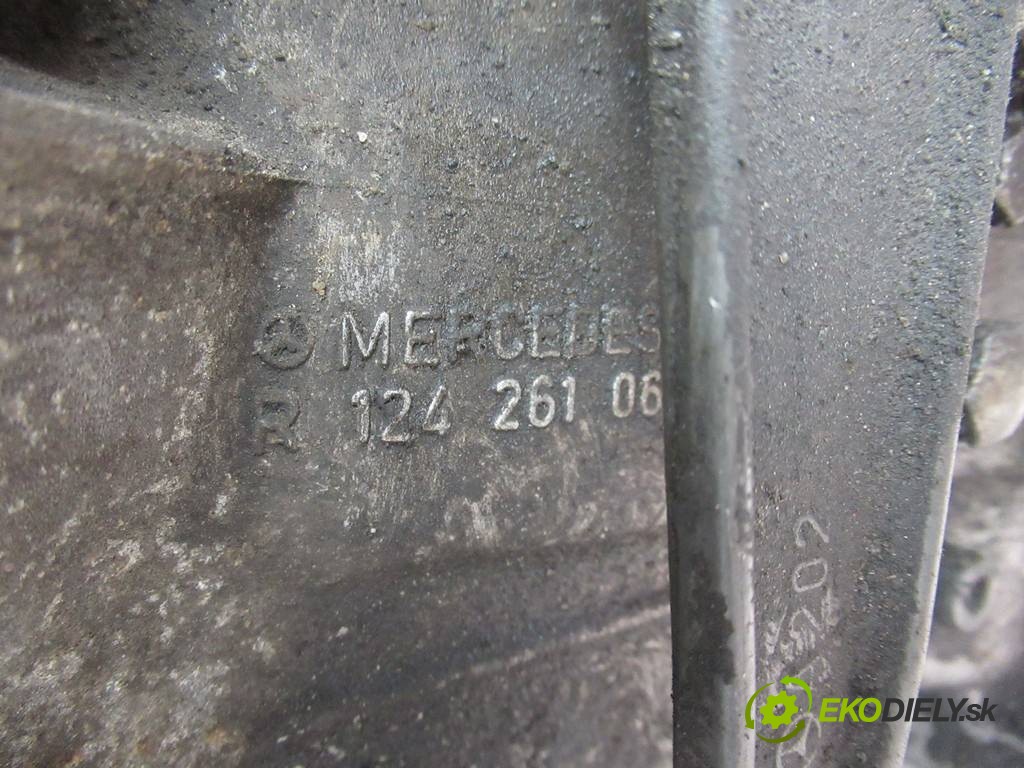 MERCEDES
R 124 261 06
EKODIELY.sk